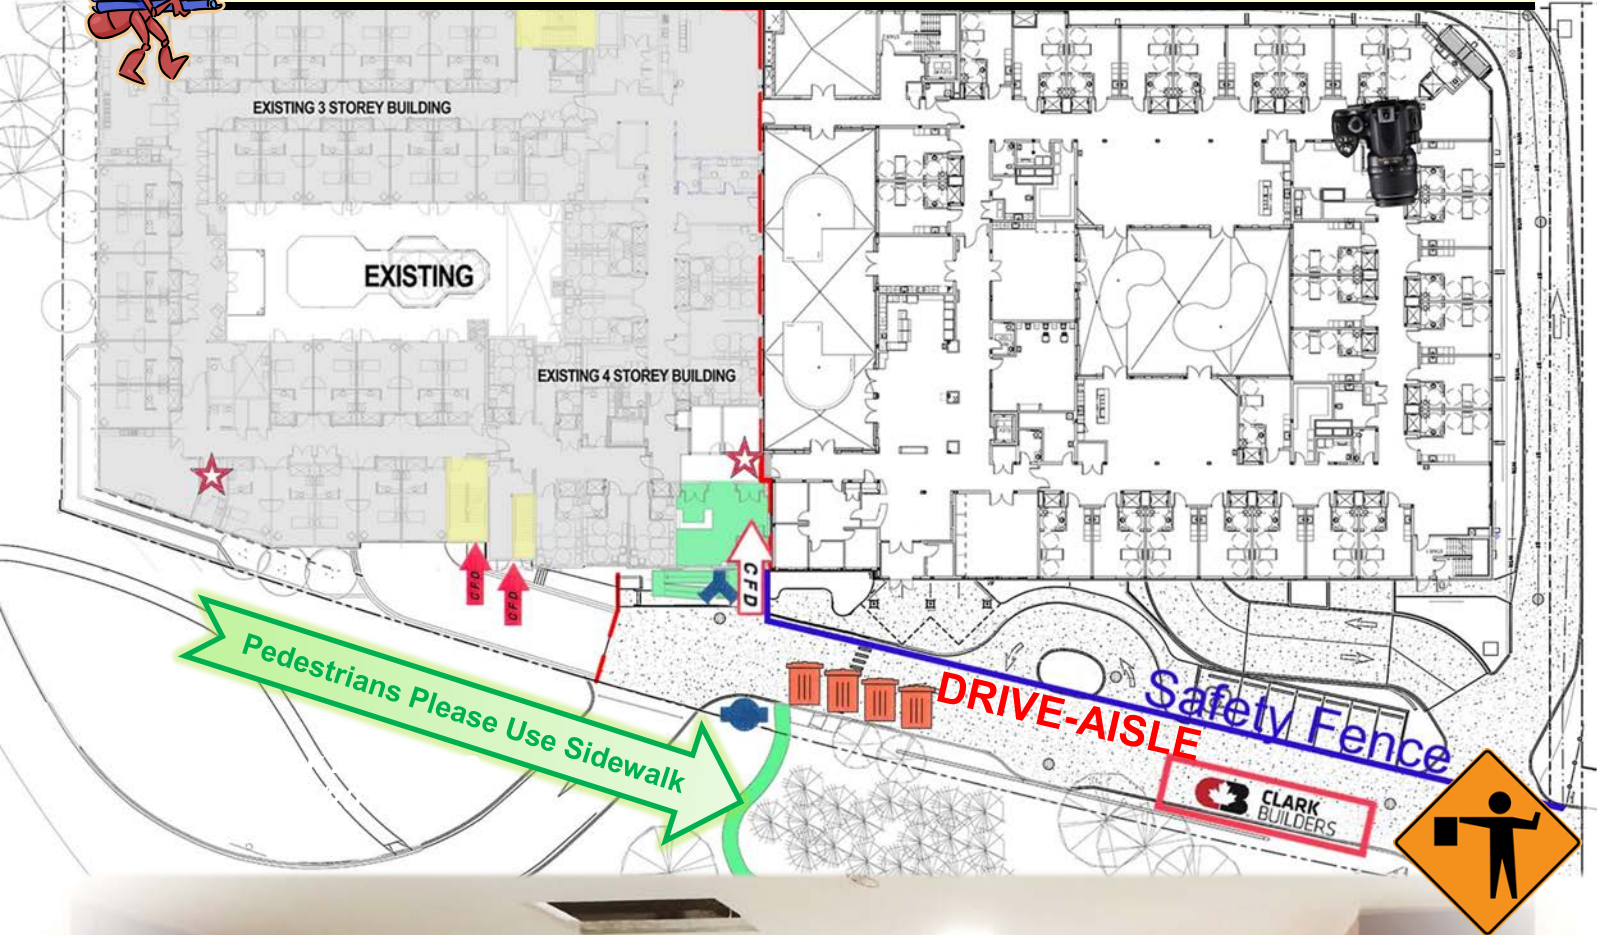 EXISTING 3 STOREY BUILDING
EXISTING
EXISTING 4 STOREY BUILDING
CFD
CFD
CFD
Pedestrians Please Use Sidewalk
Safety Fence
DRIVE-AISLE
CLARK
BUILDERS